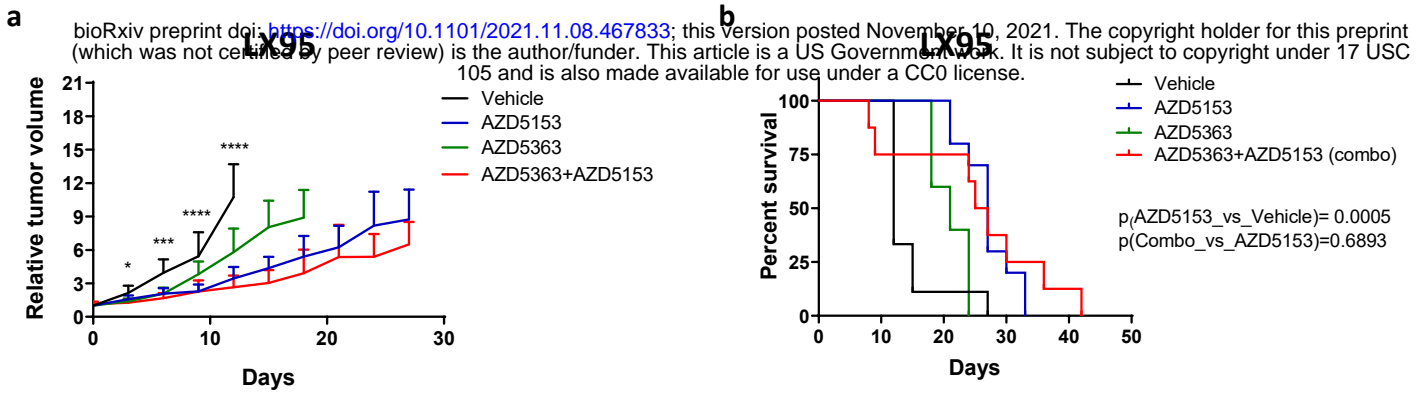 a
b
bioRxiv preprint doi: https://doi.org/10.1101/2021.11.08.467833; this version posted November 10, 2021. The copyright holder for this preprint
(which was not certified by peer review) is the author/funder. This article is a US Government work. It is not subject to copyright under 17 USC
105 and is also made available for use under a CC0 license.
LX95
Relative tumor volume
21
18
15
12
9
6
3
0
0 10 20 30
Days
*
***
****
****
Vehicle
AZD5153
AZD5363
AZD5363+AZD5153
LX95
Percent survival
100
75
50
25
0
0 10 20 30 40 50
Days
Vehicle
AZD5153
AZD5363
AZD5363+AZD5153 (combo)
p(AZD5153_vs_Vehicle)= 0.0005
p(Combo_vs_AZD5153)=0.6893